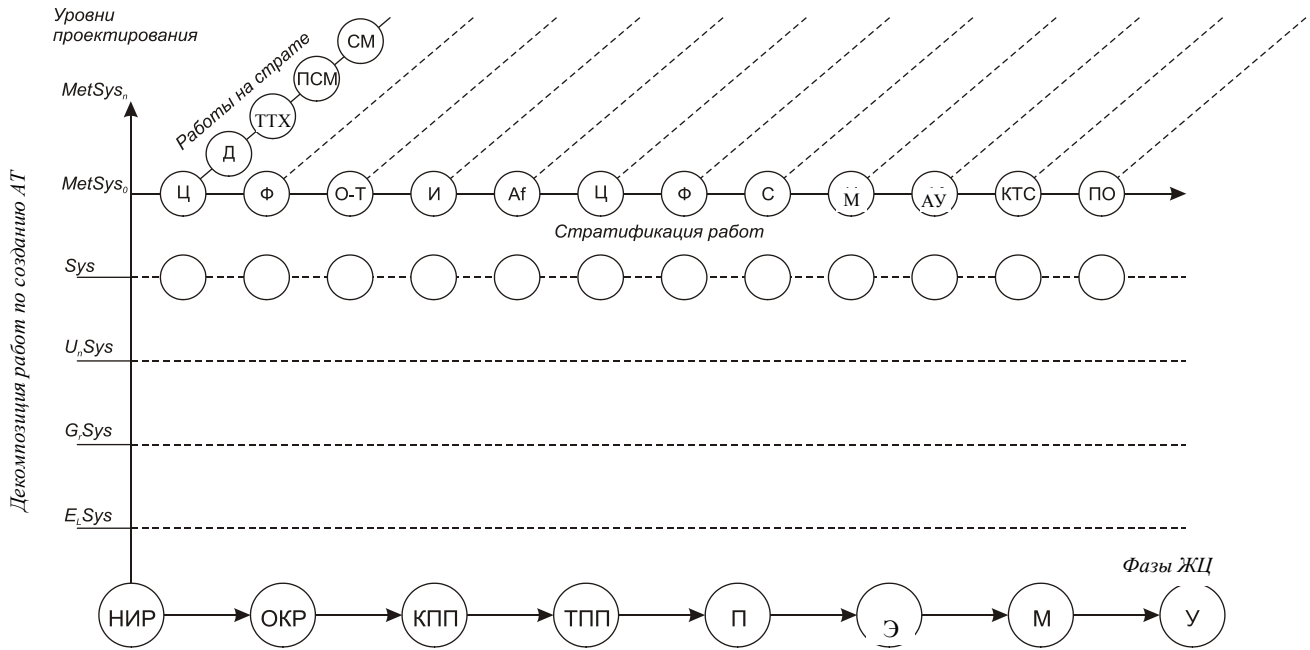 Уровни
проектирования
СМ
ПСМ
ТТХ
Д
Работы на страте
MetSysₙ
MetSys₀
Ц Ф О-Т И Af Ц Ф С М АУ КТС ПО
Стратификация работ
Sys
UₙSys
GᵣSys
E_LSys
Декомпозиция работ по созданию АТ
Фазы ЖЦ
НИР ОКР КПП ТПП П Э М У